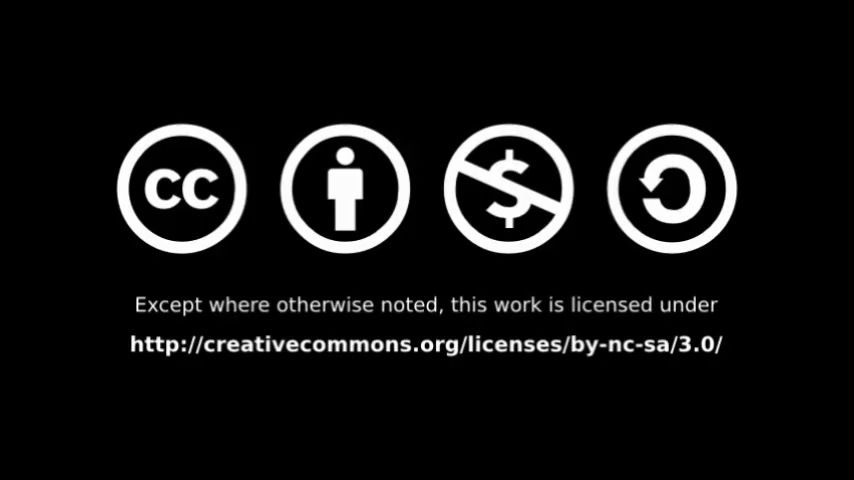 cc
$
Except where otherwise noted, this work is licensed under
http://creativecommons.org/licenses/by-nc-sa/3.0/